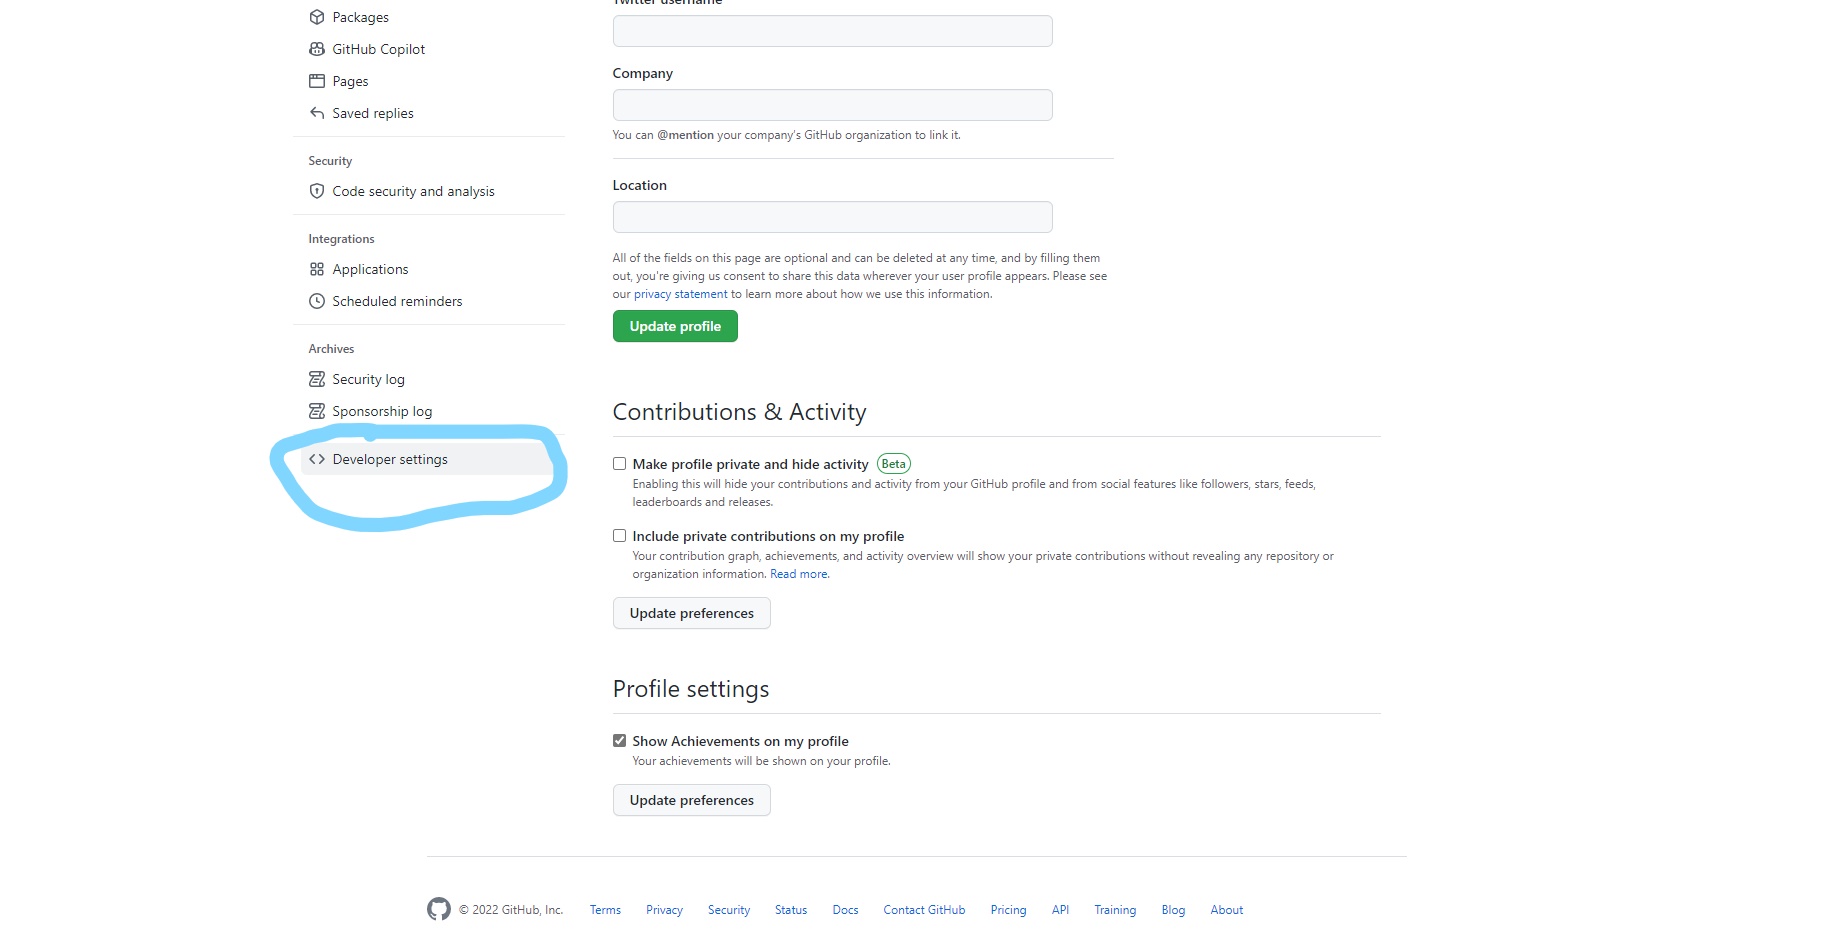 Twitter username
Packages
GitHub Copilot
Pages
Saved replies
Security
Code security and analysis
Integrations
Applications
Scheduled reminders
Archives
Security log
Sponsorship log
Developer settings
Company
You can @mention your company's GitHub organization to link it.
Location
All of the fields on this page are optional and can be deleted at any time, and by filling them
out, you're giving us consent to share this data wherever your user profile appears. Please see
our privacy statement to learn more about how we use this information.
Update profile
Contributions & Activity
Make profile private and hide activity Beta
Enabling this will hide your contributions and activity from your GitHub profile and from social features like followers, stars, feeds,
leaderboards and releases.
Include private contributions on my profile
Your contribution graph, achievements, and activity overview will show your private contributions without revealing any repository or
organization information. Read more.
Update preferences
Profile settings
Show Achievements on my profile
Your achievements will be shown on your profile.
Update preferences
© 2022 GitHub, Inc. Terms Privacy Security Status Docs Contact GitHub Pricing API Training Blog About